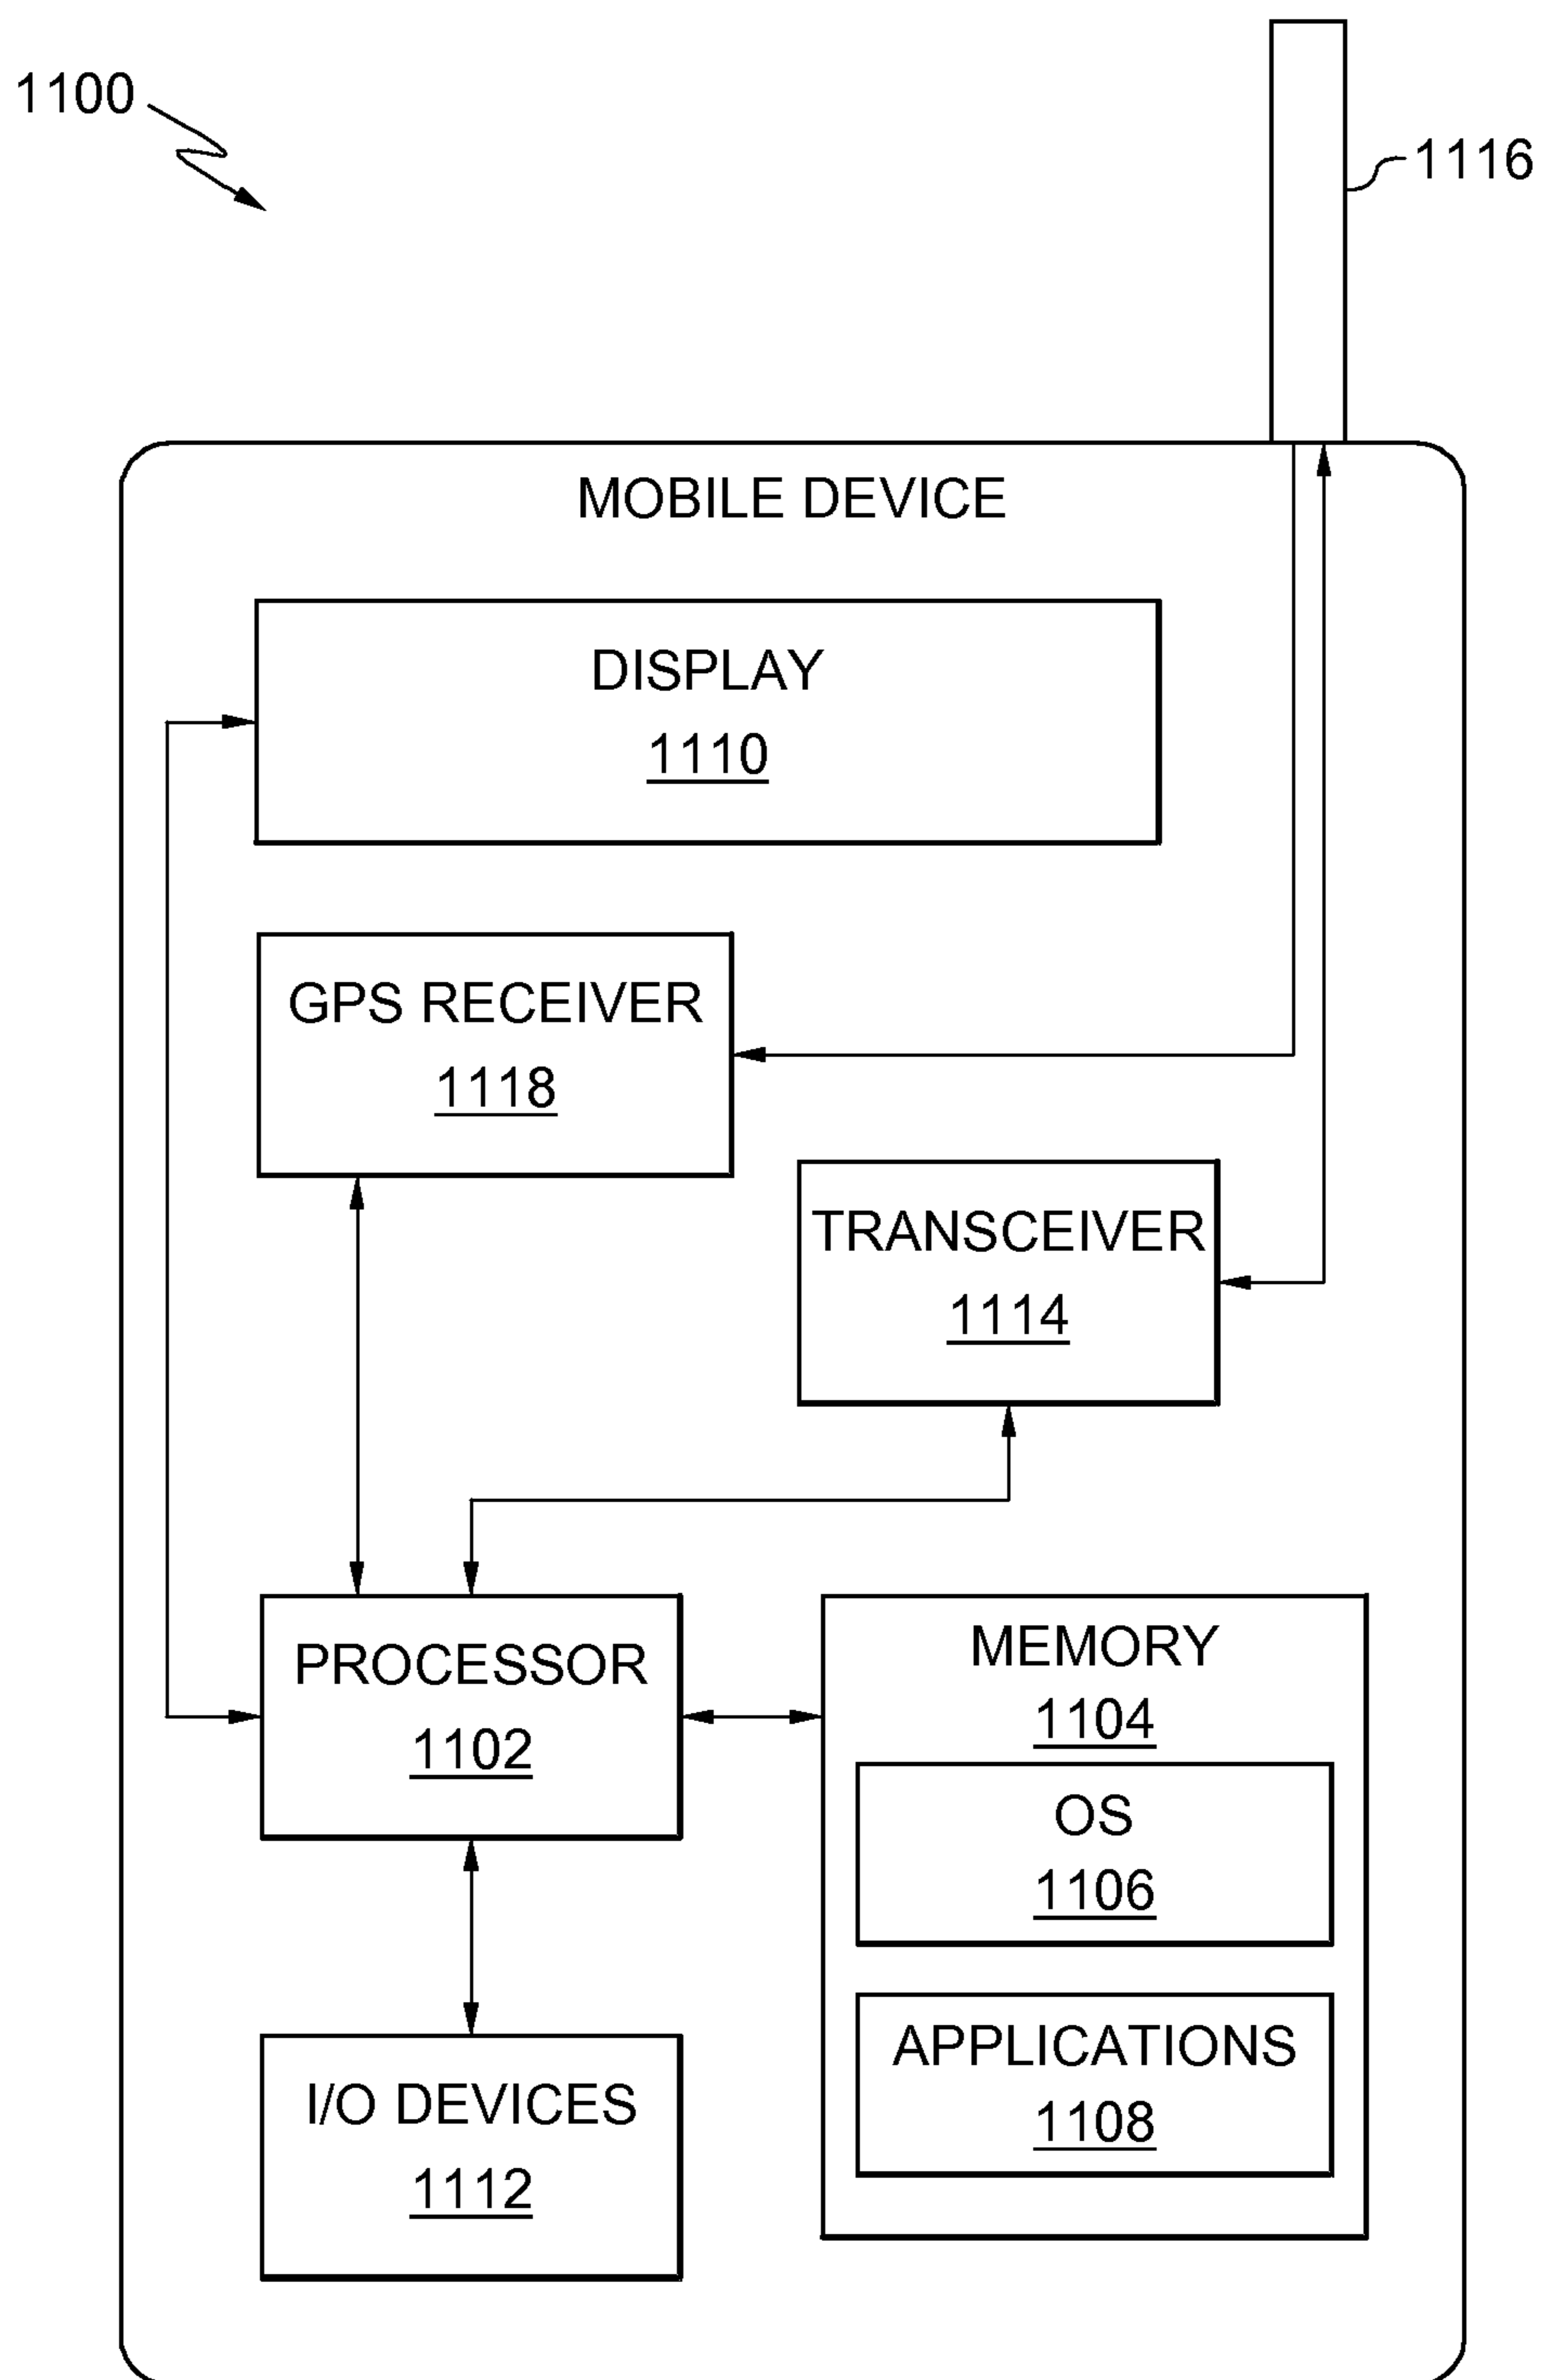 1100
1116
MOBILE DEVICE
DISPLAY
1110
GPS RECEIVER
1118
TRANSCEIVER
1114
PROCESSOR
1102
MEMORY
1104
OS
1106
APPLICATIONS
1108
I/O DEVICES
1112